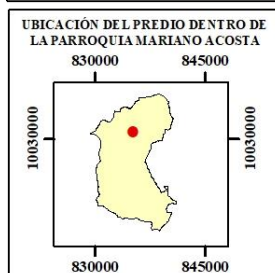 UBICACIÓN DEL PREDIO DENTRO DE
LA PARROQUIA MARIANO ACOSTA
830000 845000
10030000 10030000
830000 845000